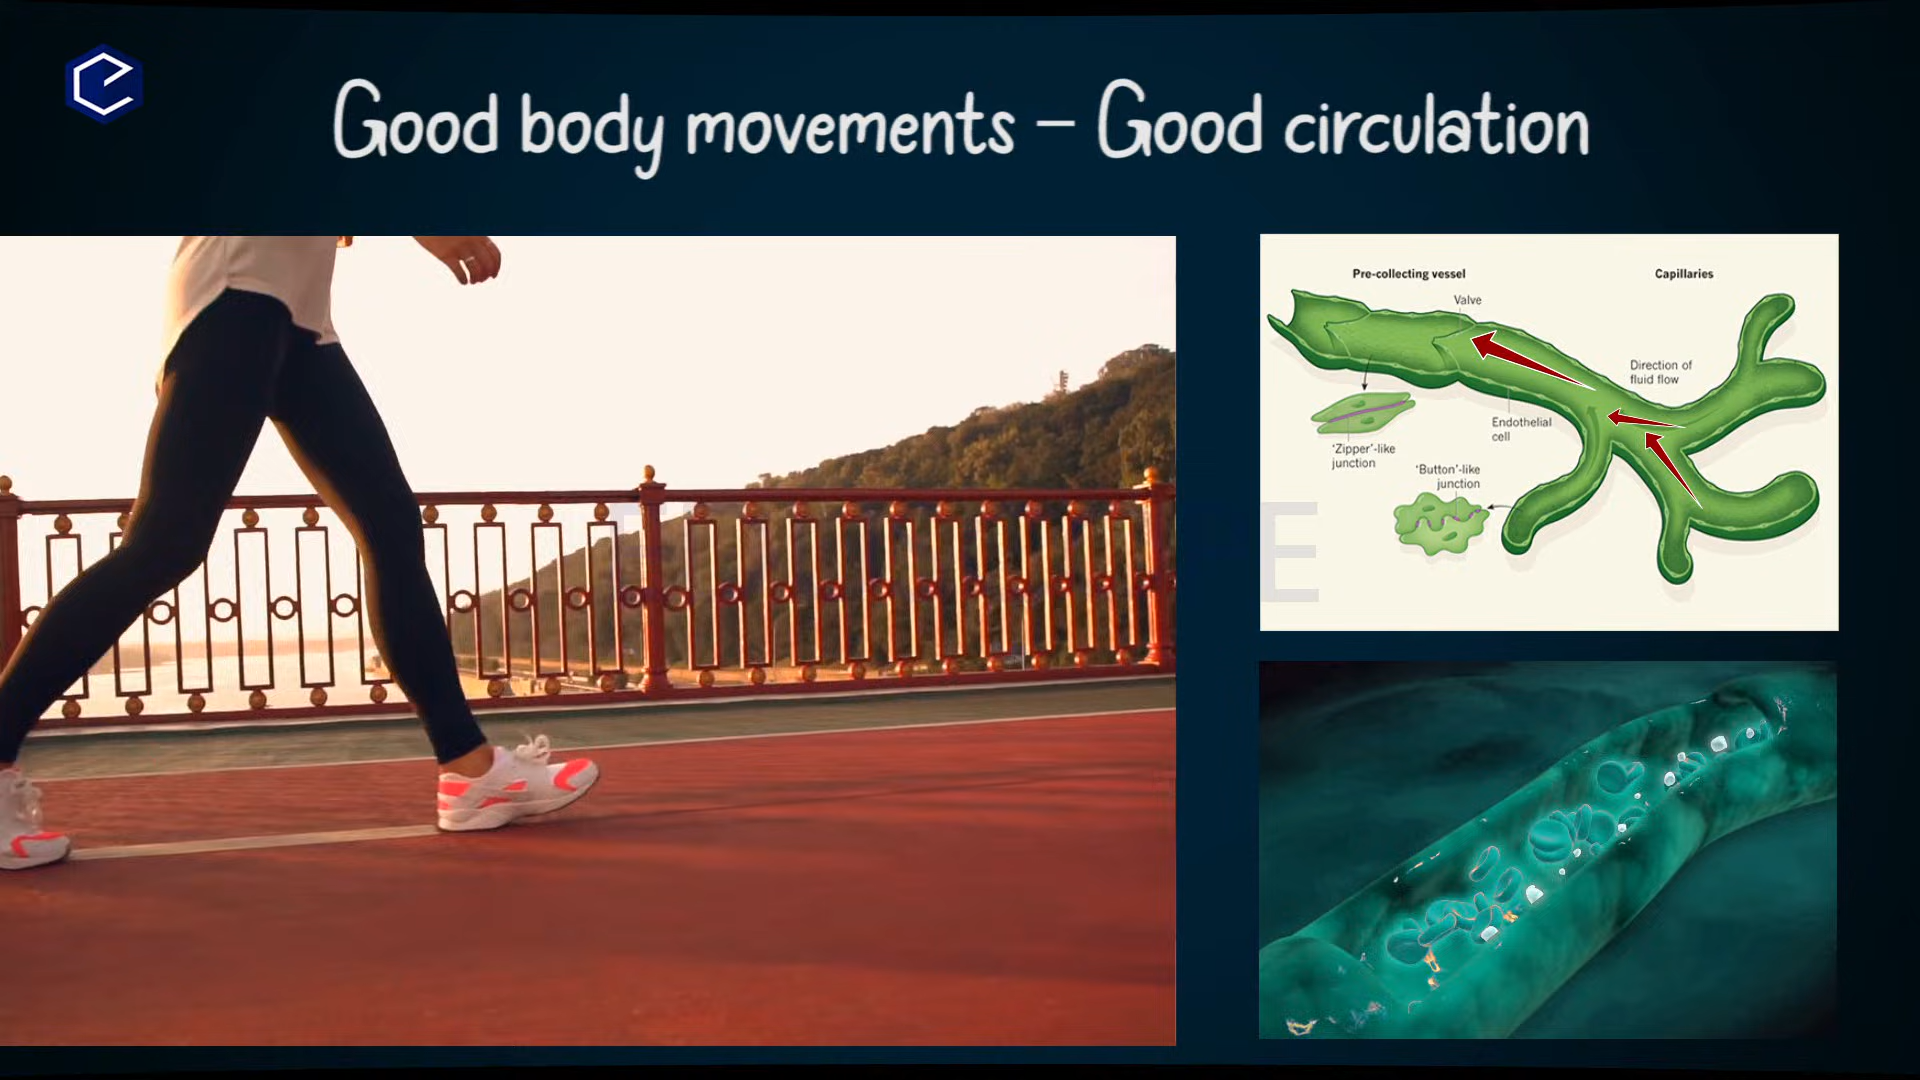 Good body movements – Good circulation
Pre-collecting vessel
Capillaries
Valve
Direction of
fluid flow
Endothelial
cell
'Zipper'-like
junction
'Button'-like
junction